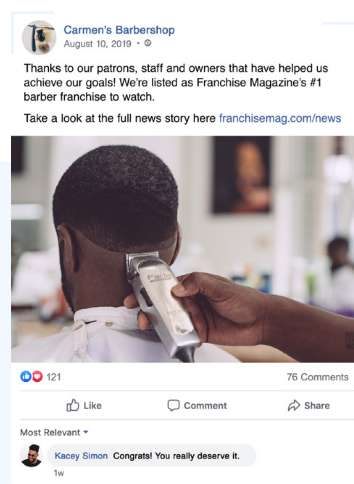 Carmen's Barbershop
August 10, 2019 ·
Thanks to our patrons, staff and owners that have helped us
achieve our goals! We're listed as Franchise Magazine's #1
barber franchise to watch.
Take a look at the full news story here franchisemag.com/news
121
76 Comments
Like
Comment
Share
Most Relevant
Kacey Simon Congrats! You really deserve it.
1w